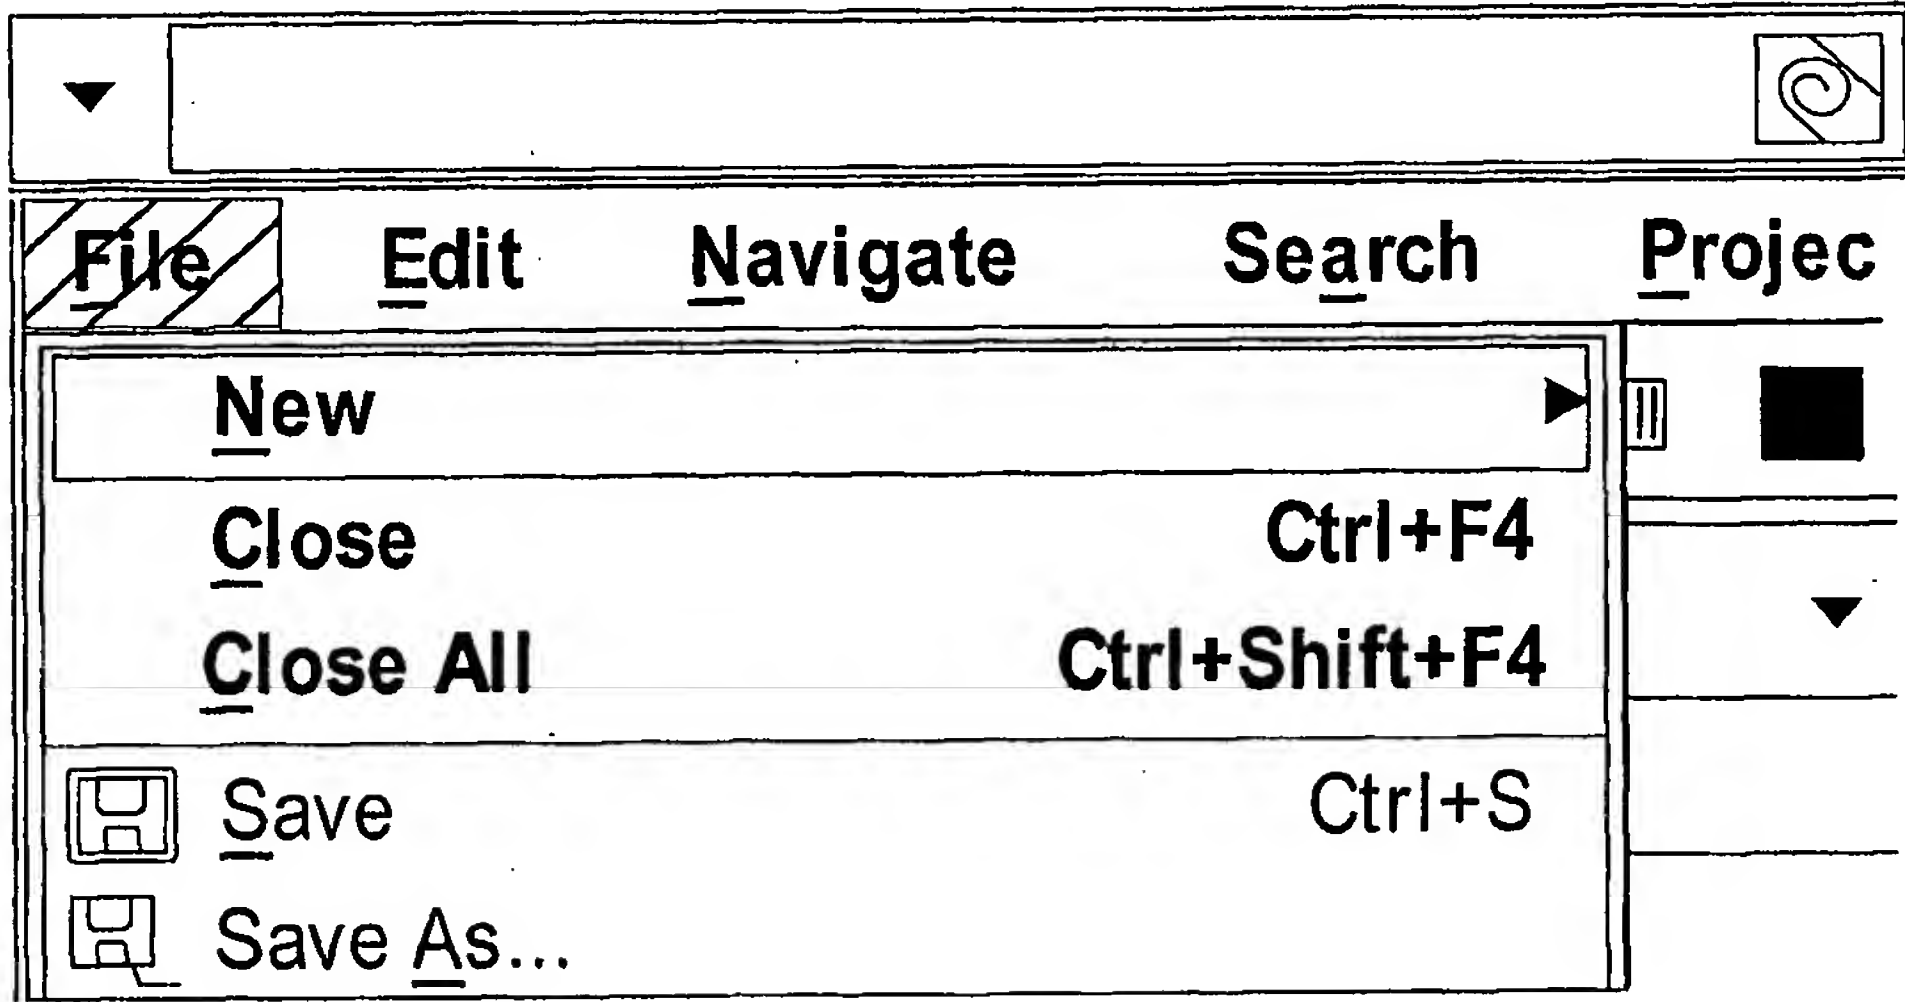 File Edit Navigate Search Projec
New
Close Ctrl+F4
Close All Ctrl+Shift+F4
Save Ctrl+S
Save As...